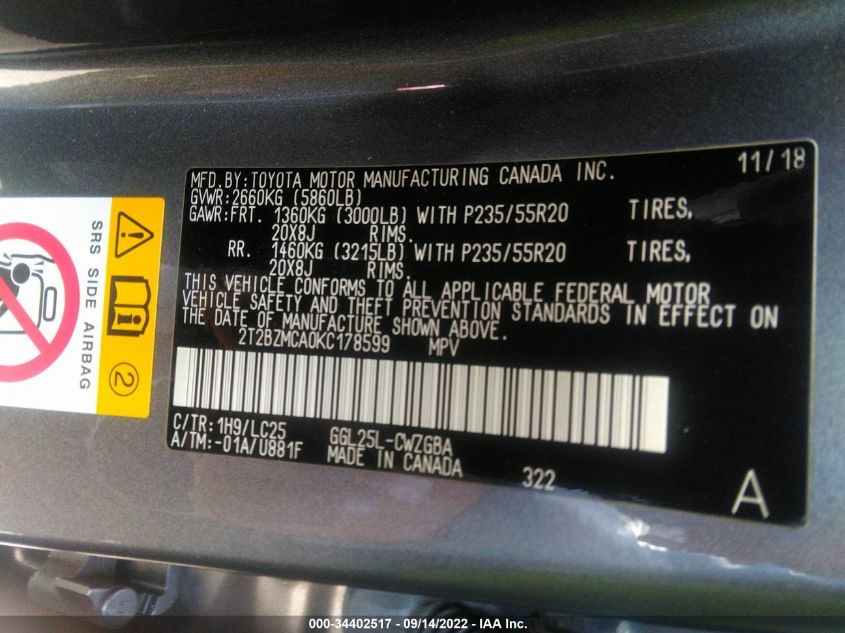 MFD. BY: TOYOTA MOTOR MANUFACTURING CANADA INC. 11/18
GVWR: 2660KG (5860LB)
GAWR: FRT. 1360KG (3000LB) WITH P235/55R20 TIRES,
20X8J RIMS.
RR. 1460KG (3215LB) WITH P235/55R20 TIRES,
20X8J RIMS.
THIS VEHICLE CONFORMS TO ALL APPLICABLE FEDERAL MOTOR
VEHICLE SAFETY AND THEFT PREVENTION STANDARDS IN EFFECT ON
THE DATE OF MANUFACTURE SHOWN ABOVE.
2T2BZMCA0KC178599 MPV
C/TR: 1H9/LC25 GGL25L-CWZGBA
A/TM: -01A/U881F MADE IN CANADA 322
A
SRS SIDE AIRBAG
2
000-34402517 - 09/14/2022 - IAA Inc.